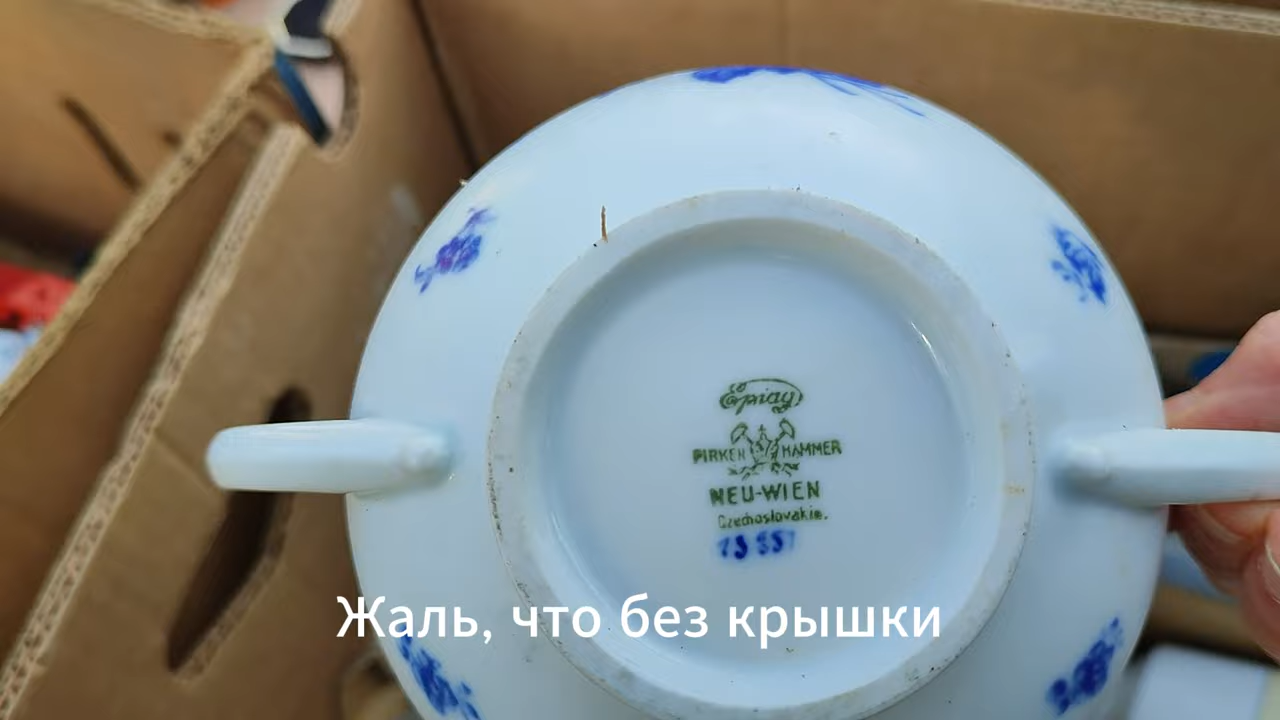 Epiag
PIRKEN HAMMER
NEU-WIEN
Czechoslovakie.
Жаль, что без крышки